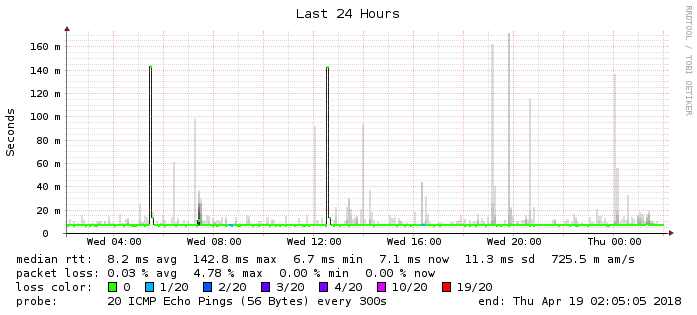 Last 24 Hours
RRDTOOL / TOBI OETIKER
Seconds
160 m
140 m
120 m
100 m
80 m
60 m
40 m
20 m
0
Wed 04:00 Wed 08:00 Wed 12:00 Wed 16:00 Wed 20:00 Thu 00:00
median rtt: 8.2 ms avg 142.8 ms max 6.7 ms min 7.1 ms now 11.3 ms sd 725.5 m am/s
packet loss: 0.03 % avg 4.78 % max 0.00 % min 0.00 % now
loss color: 0 1/20 2/20 3/20 4/20 10/20 19/20
probe: 20 ICMP Echo Pings (56 Bytes) every 300s end: Thu Apr 19 02:05:05 2018